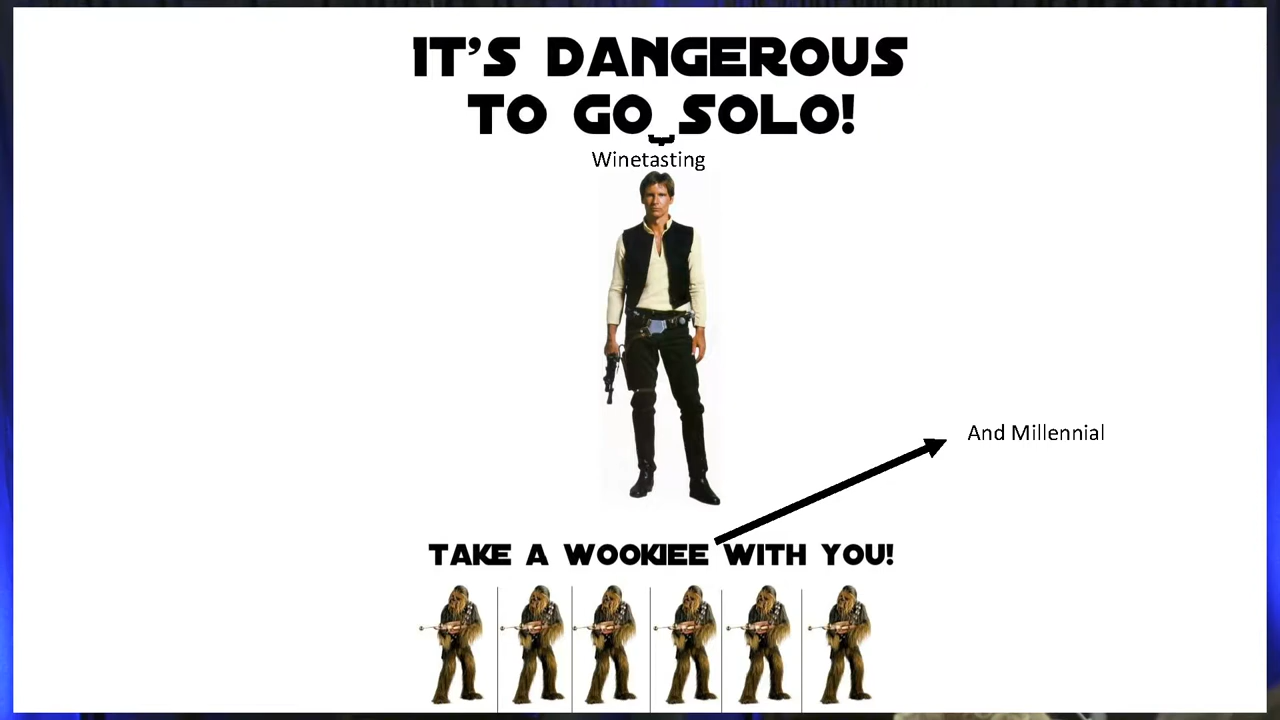 IT'S DANGEROUS
TO GO SOLO!
Winetasting
And Millennial
TAKE A WOOKIEE WITH YOU!